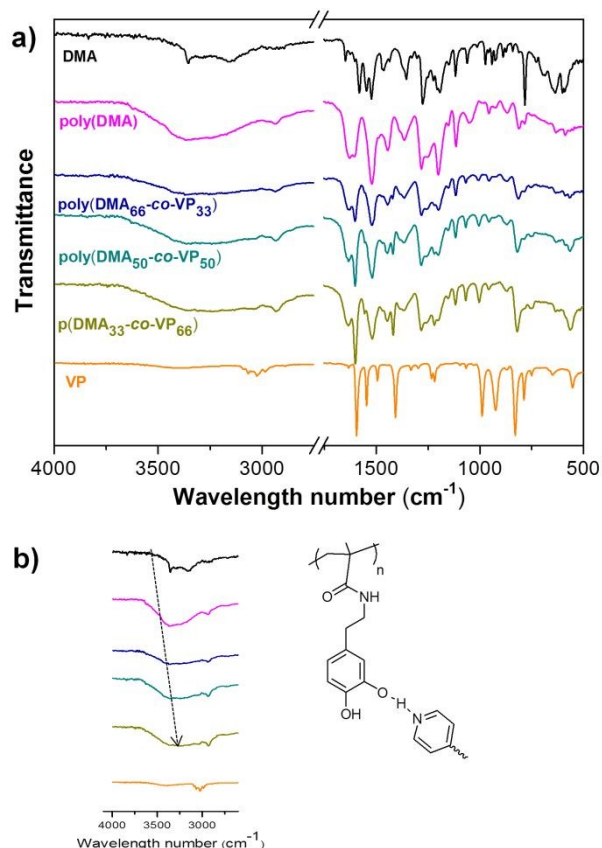 a)
DMA
poly(DMA)
poly(DMA₆₆-co-VP₃₃)
poly(DMA₅₀-co-VP₅₀)
p(DMA₃₃-co-VP₆₆)
VP
Transmittance
4000 3500 3000 1500 1000 500
Wavelength number (cm⁻¹)
b)
4000 3500 3000
Wavelength number (cm⁻¹)
n
O
NH
O H
OH N